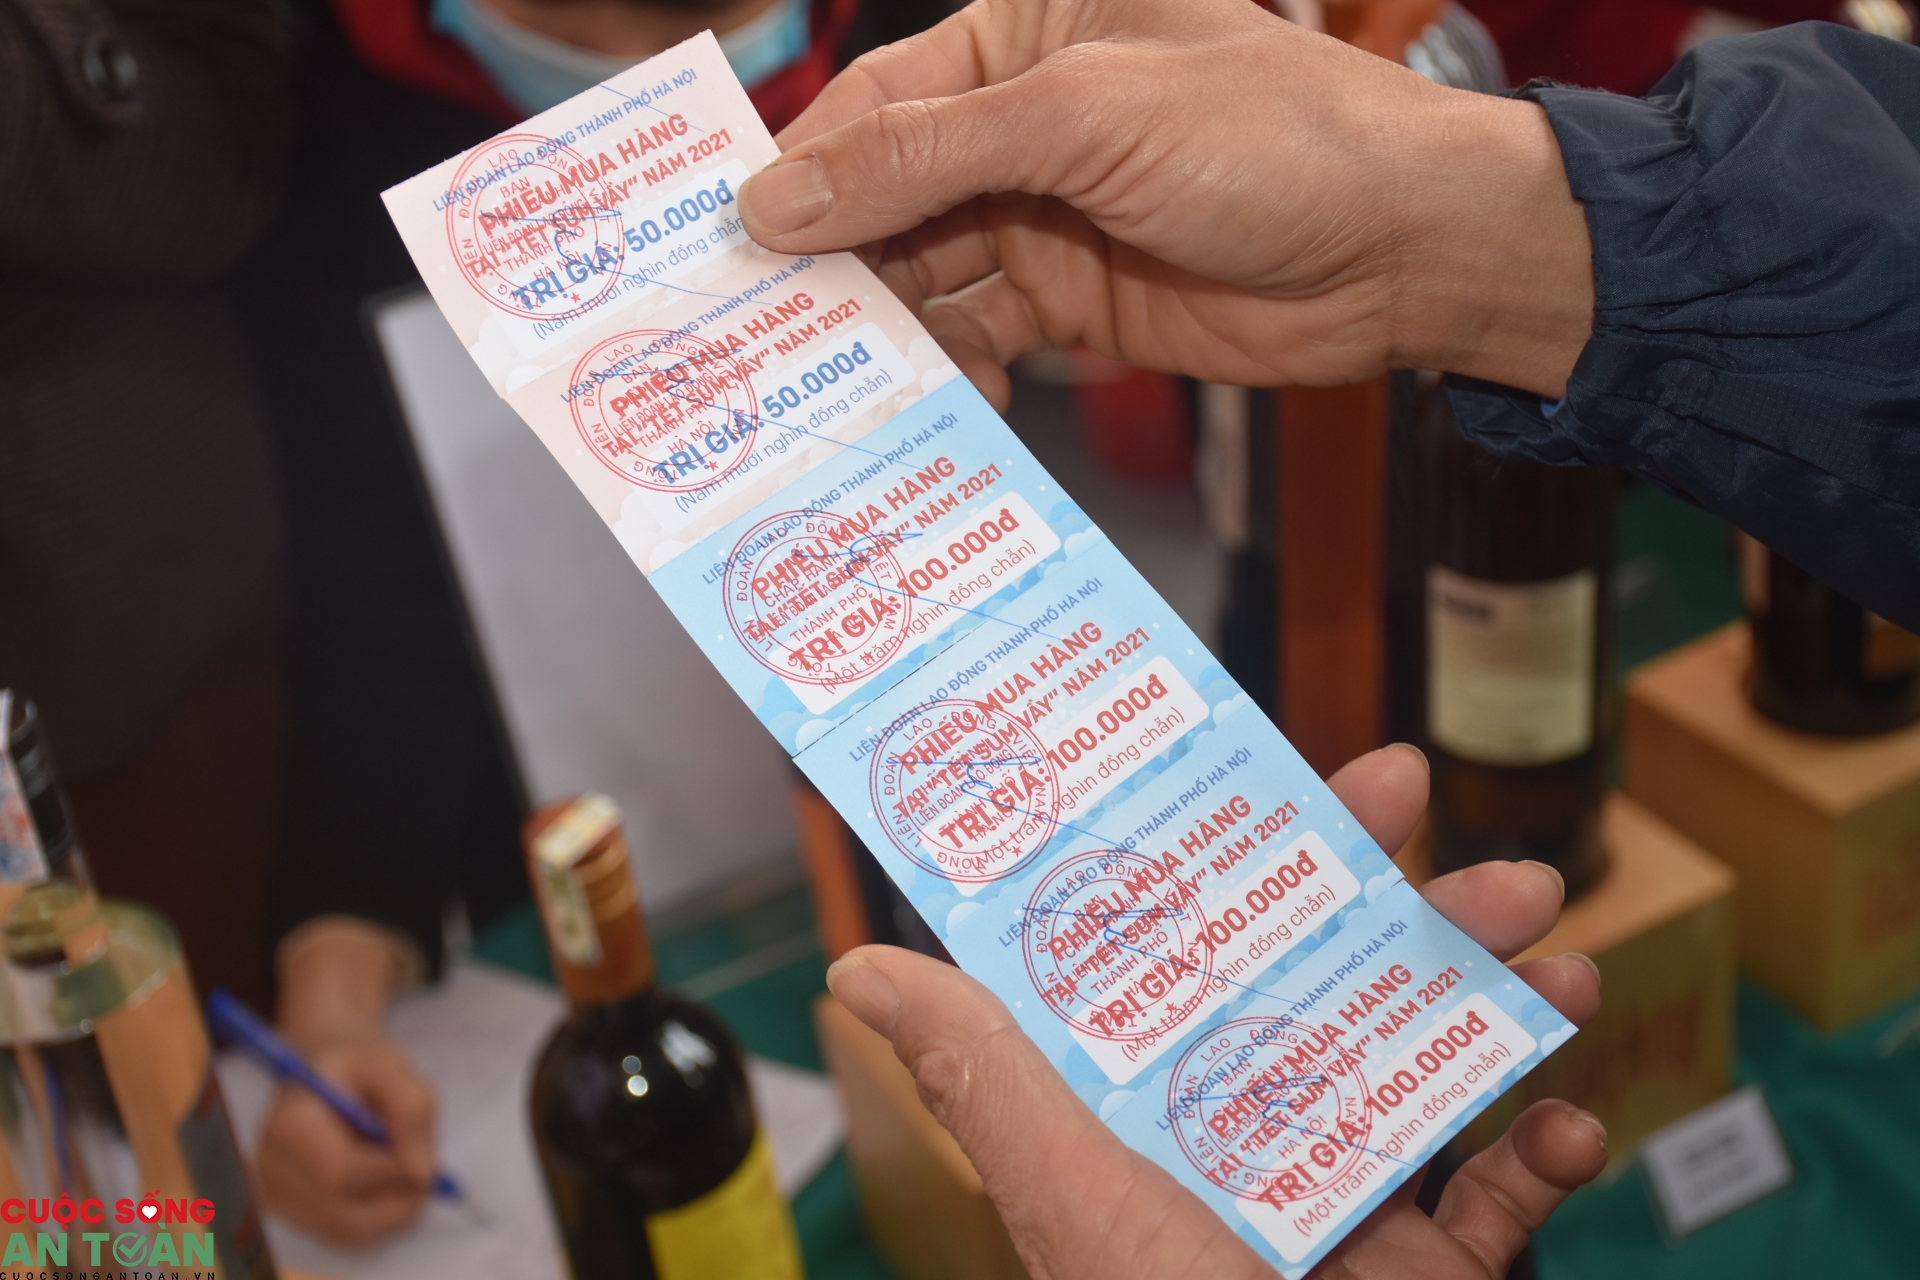 LIÊN ĐOÀN LAO ĐỘNG THÀNH PHỐ HÀ NỘI
PHIẾU MUA HÀNG
TẠI "TẾT SUM VẦY" NĂM 2021
TRỊ GIÁ: 50.000đ
(Năm mươi nghìn đồng chẵn)
LIÊN ĐOÀN LAO ĐỘNG THÀNH PHỐ HÀ NỘI
PHIẾU MUA HÀNG
TẠI "TẾT SUM VẦY" NĂM 2021
TRỊ GIÁ: 50.000đ
(Năm mươi nghìn đồng chẵn)
LIÊN ĐOÀN LAO ĐỘNG THÀNH PHỐ HÀ NỘI
PHIẾU MUA HÀNG
TẠI "TẾT SUM VẦY" NĂM 2021
TRỊ GIÁ: 100.000đ
(Một trăm nghìn đồng chẵn)
LIÊN ĐOÀN LAO ĐỘNG THÀNH PHỐ HÀ NỘI
PHIẾU MUA HÀNG
TẠI "TẾT SUM VẦY" NĂM 2021
TRỊ GIÁ: 100.000đ
(Một trăm nghìn đồng chẵn)
LIÊN ĐOÀN LAO ĐỘNG THÀNH PHỐ HÀ NỘI
PHIẾU MUA HÀNG
TẠI "TẾT SUM VẦY" NĂM 2021
TRỊ GIÁ: 100.000đ
(Một trăm nghìn đồng chẵn)
LIÊN ĐOÀN LAO ĐỘNG THÀNH PHỐ HÀ NỘI
PHIẾU MUA HÀNG
TẠI "TẾT SUM VẦY" NĂM 2021
TRỊ GIÁ: 100.000đ
(Một trăm nghìn đồng chẵn)
CUỘC SỐNG
AN TOÀN
CUOCSONGANTOAN.VN